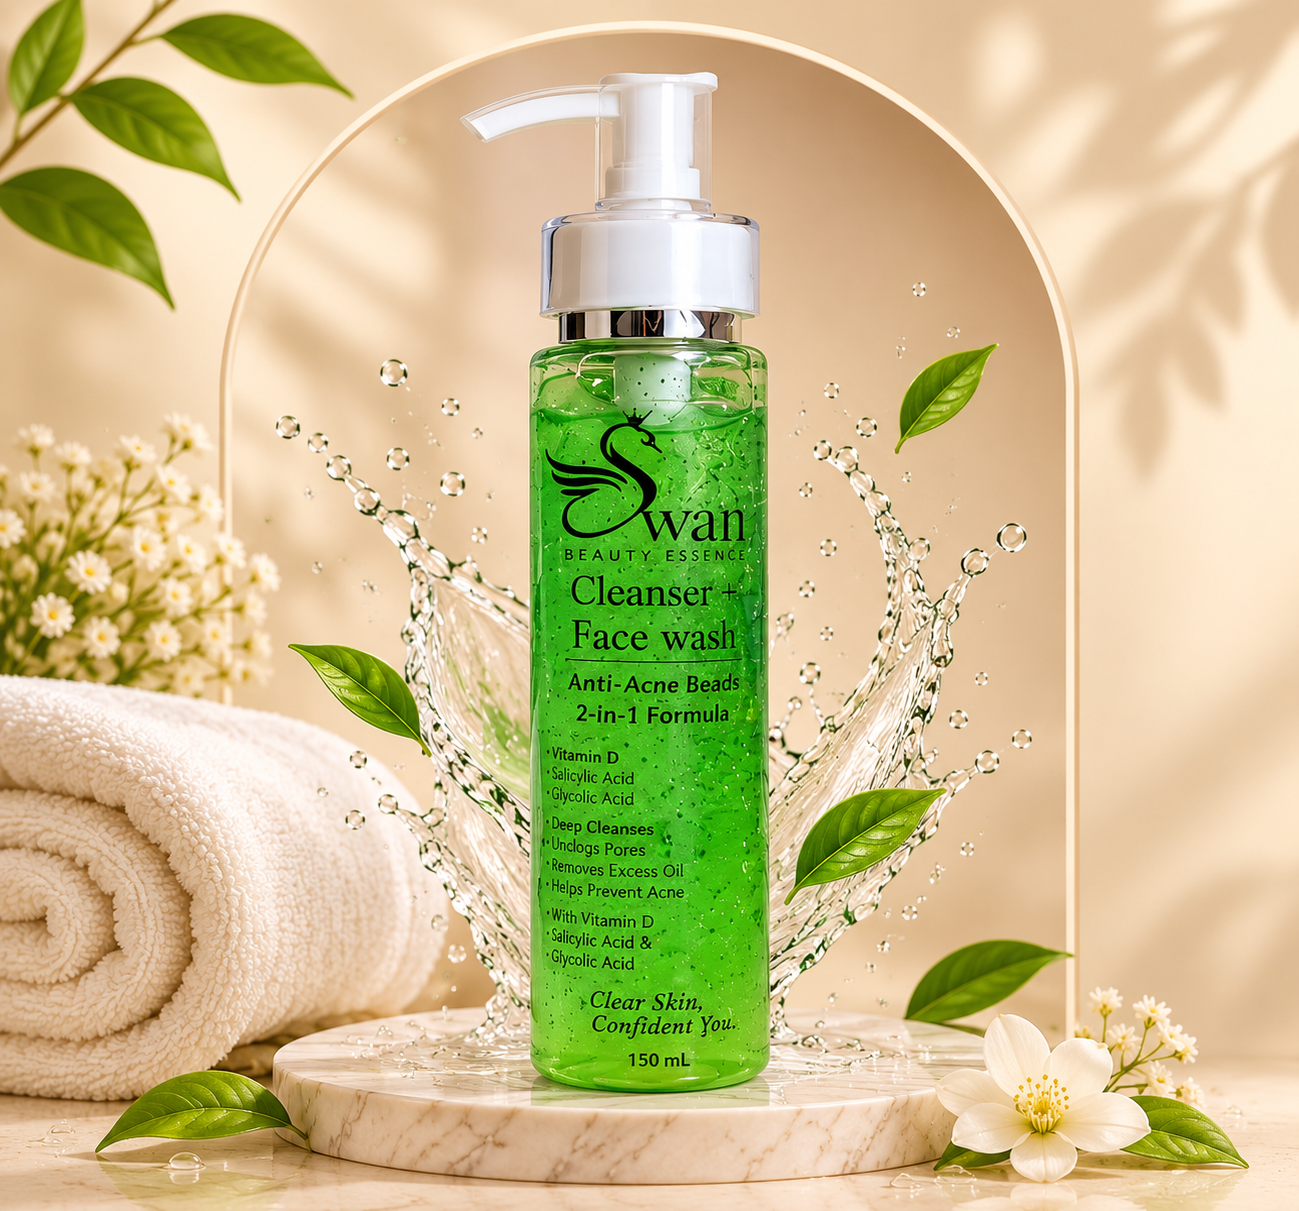 Swan
BEAUTY ESSENCE
Cleanser +
Face wash
Anti-Acne Beads
2-in-1 Formula
• Vitamin D
• Salicylic Acid
• Glycolic Acid
• Deep Cleanses
• Unclogs Pores
• Removes Excess Oil
• Helps Prevent Acne
• With Vitamin D
• Salicylic Acid &
• Glycolic Acid
Clear Skin,
Confident You.
150 mL